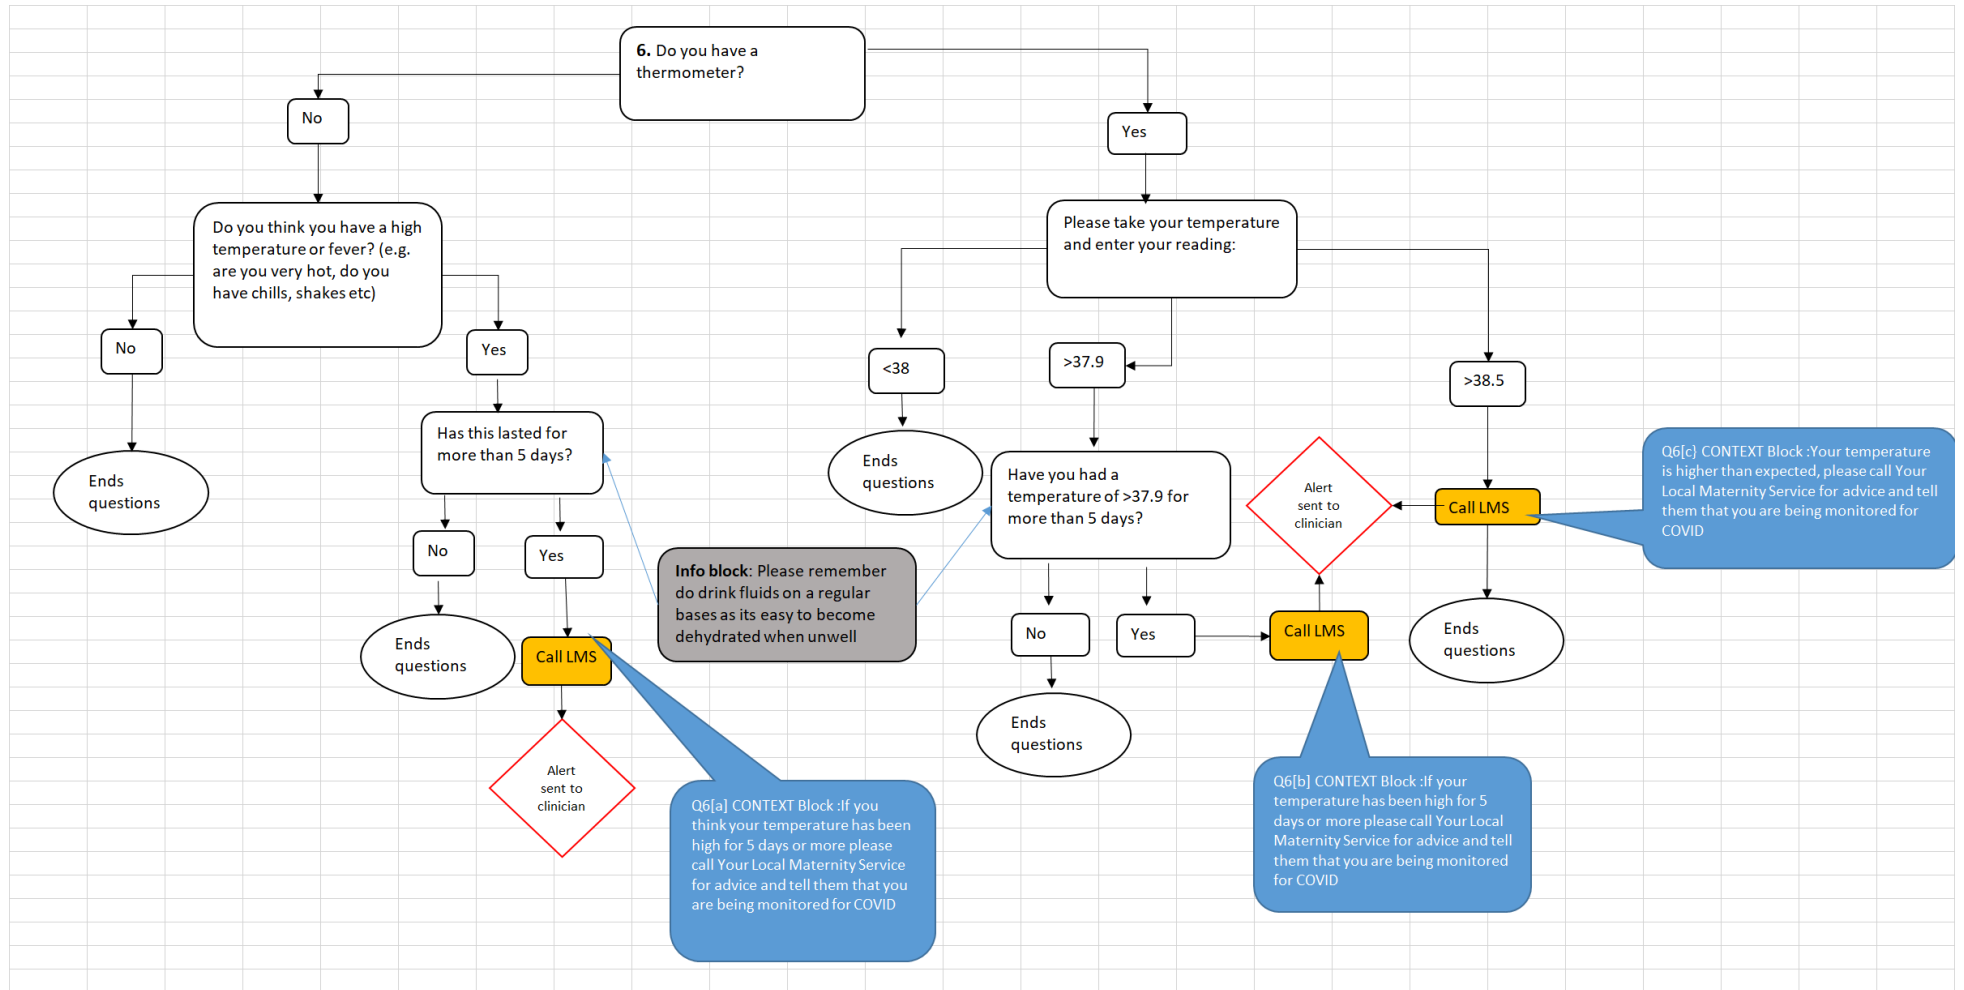 6. Do you have a
thermometer?
No
Yes
Do you think you have a high
temperature or fever? (e.g.
are you very hot, do you
have chills, shakes etc)
Please take your temperature
and enter your reading:
No
Yes
<38
>37.9
>38.5
Has this lasted for
more than 5 days?
Ends
questions
Ends
questions
Have you had a
temperature of >37.9 for
more than 5 days?
Alert
sent to
clinician
Call LMS
Q6[c} CONTEXT Block :Your temperature
is higher than expected, please call Your
Local Maternity Service for advice and tell
them that you are being monitored for
COVID
No
Yes
Info block: Please remember
do drink fluids on a regular
bases as its easy to become
dehydrated when unwell
Ends
questions
Call LMS
No
Yes
Call LMS
Ends
questions
Ends
questions
Alert
sent to
clinician
Q6[a] CONTEXT Block :If you
think your temperature has been
high for 5 days or more please
call Your Local Maternity Service
for advice and tell them that you
are being monitored for COVID
Q6[b] CONTEXT Block :If your
temperature has been high for 5
days or more please call Your Local
Maternity Service for advice and tell
them that you are being monitored
for COVID